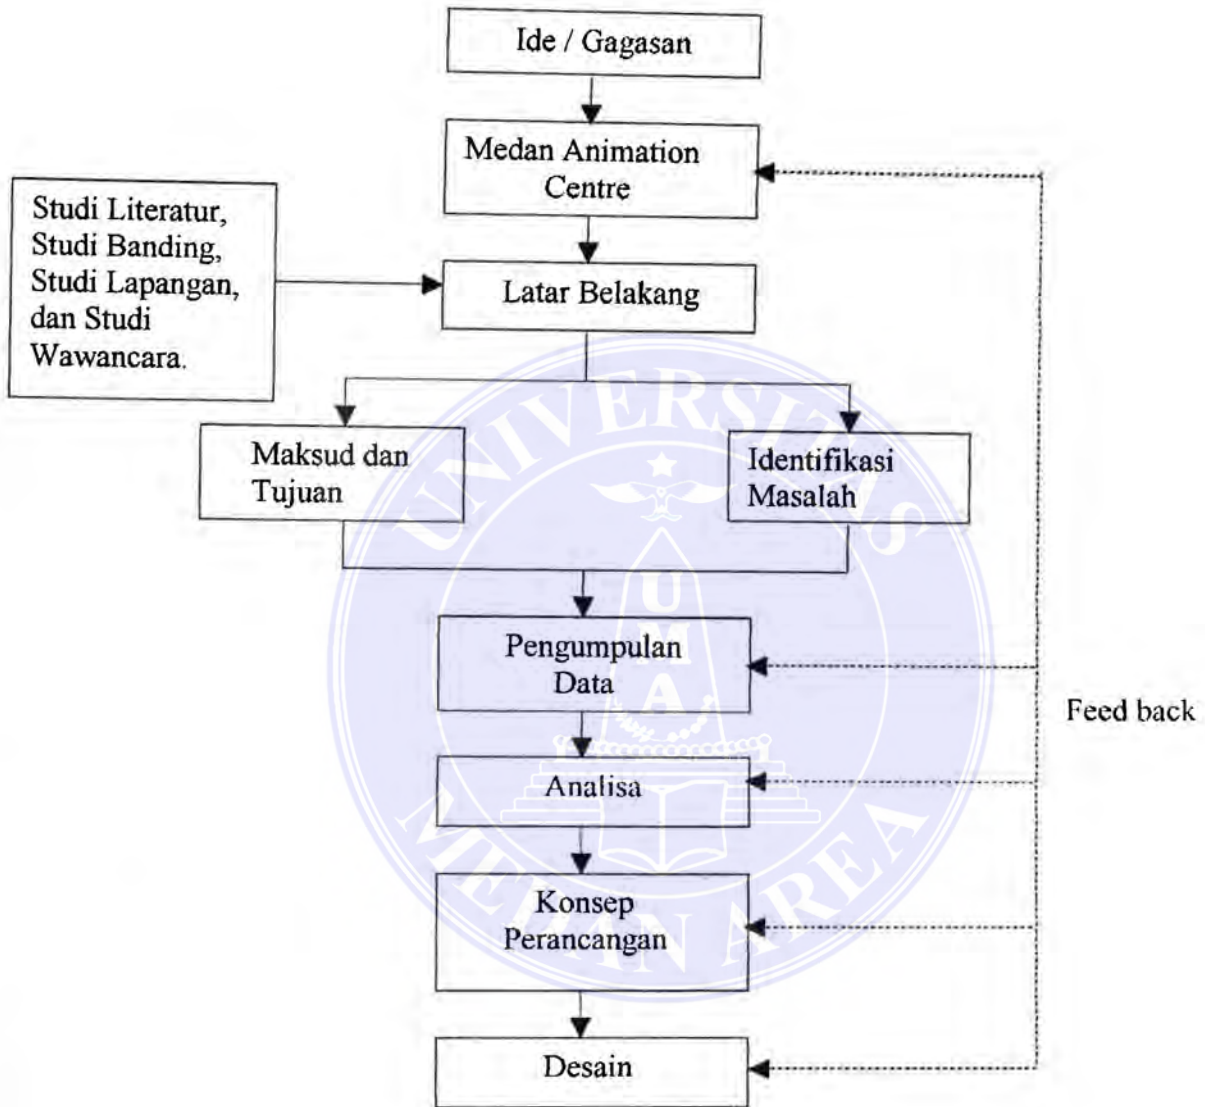 Ide / Gagasan
Medan Animation
Centre
Studi Literatur,
Studi Banding,
Studi Lapangan,
dan Studi
Wawancara.
Latar Belakang
Maksud dan
Tujuan
Identifikasi
Masalah
Pengumpulan
Data
Feed back
Analisa
Konsep
Perancangan
Desain
UNIVERSITAS
MEDAN AREA
UMA